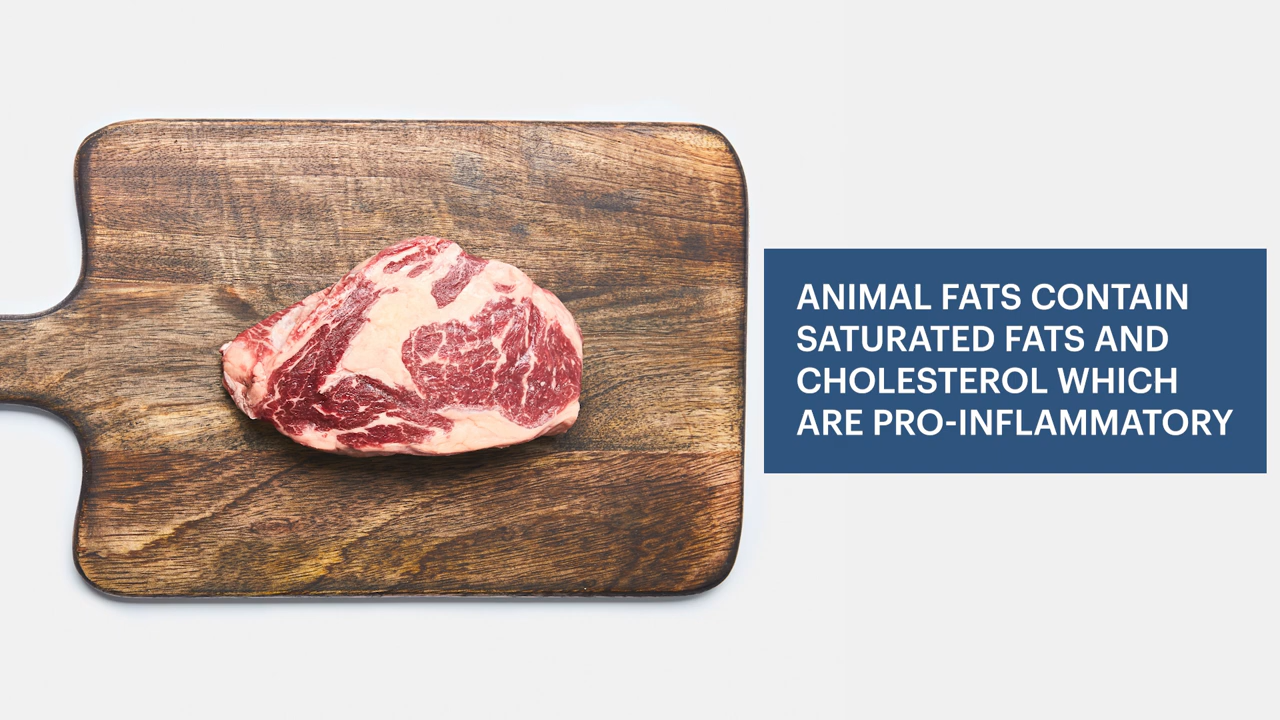 ANIMAL FATS CONTAIN
SATURATED FATS AND
CHOLESTEROL WHICH
ARE PRO-INFLAMMATORY